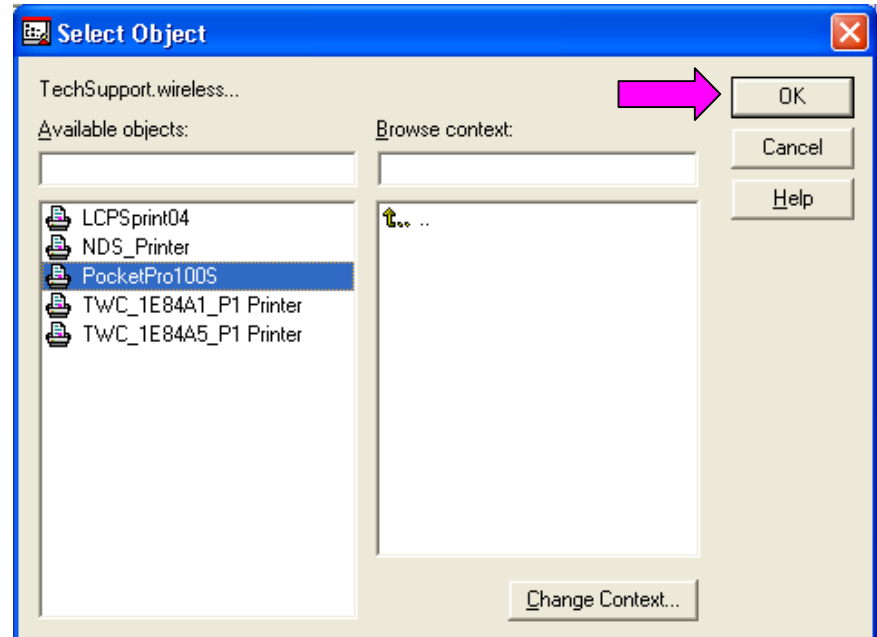 Select Object
TechSupport.wireless...
Available objects:
Browse context:
LCPSprint04
NDS_Printer
PocketPro100S
TWC_1E84A1_P1 Printer
TWC_1E84A5_P1 Printer
..
OK
Cancel
Help
Change Context...